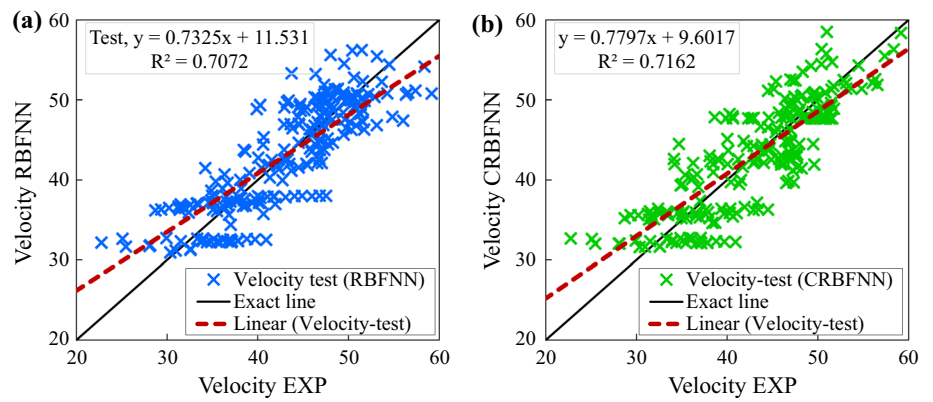 (a)
Test, y = 0.7325x + 11.531
R² = 0.7072
60
50
40
30
20
Velocity RBFNN
Velocity test (RBFNN)
Exact line
Linear (Velocity-test)
20 30 40 50 60
Velocity EXP
(b)
y = 0.7797x + 9.6017
R² = 0.7162
60
50
40
30
20
Velocity CRBFNN
Velocity-test (CRBFNN)
Exact line
Linear (Velocity-test)
20 30 40 50 60
Velocity EXP